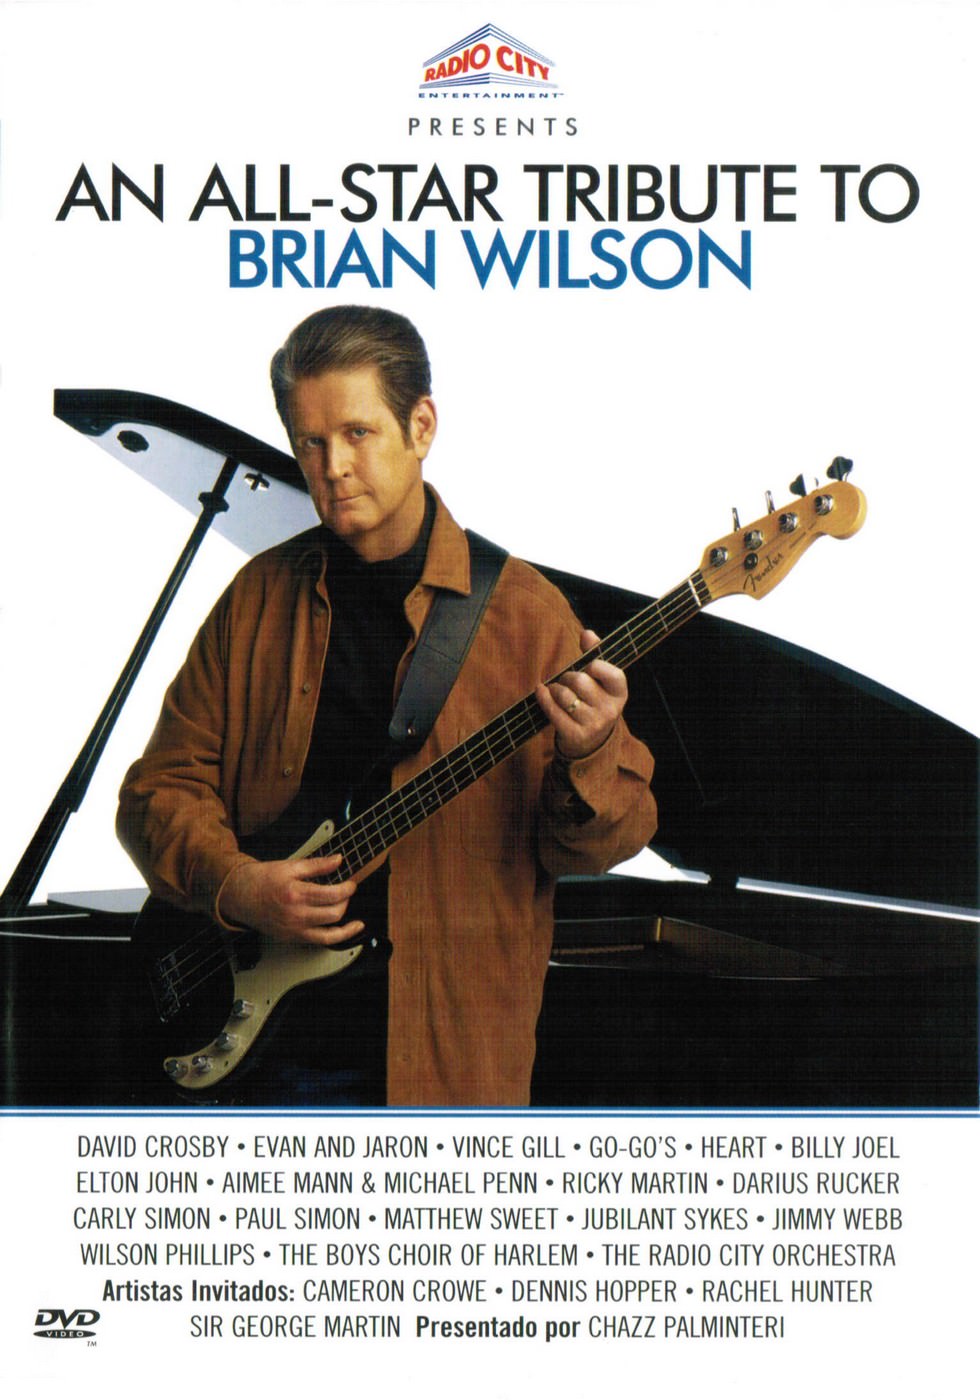 RADIO CITY
ENTERTAINMENT™
PRESENTS
AN ALL-STAR TRIBUTE TO
BRIAN WILSON
Fender
DAVID CROSBY • EVAN AND JARON • VINCE GILL • GO-GO'S • HEART • BILLY JOEL
ELTON JOHN • AIMEE MANN & MICHAEL PENN • RICKY MARTIN • DARIUS RUCKER
CARLY SIMON • PAUL SIMON • MATTHEW SWEET • JUBILANT SYKES • JIMMY WEBB
WILSON PHILLIPS • THE BOYS CHOIR OF HARLEM • THE RADIO CITY ORCHESTRA
Artistas Invitados: CAMERON CROWE • DENNIS HOPPER • RACHEL HUNTER
SIR GEORGE MARTIN Presentado por CHAZZ PALMINTERI
DVD
VIDEO
TM